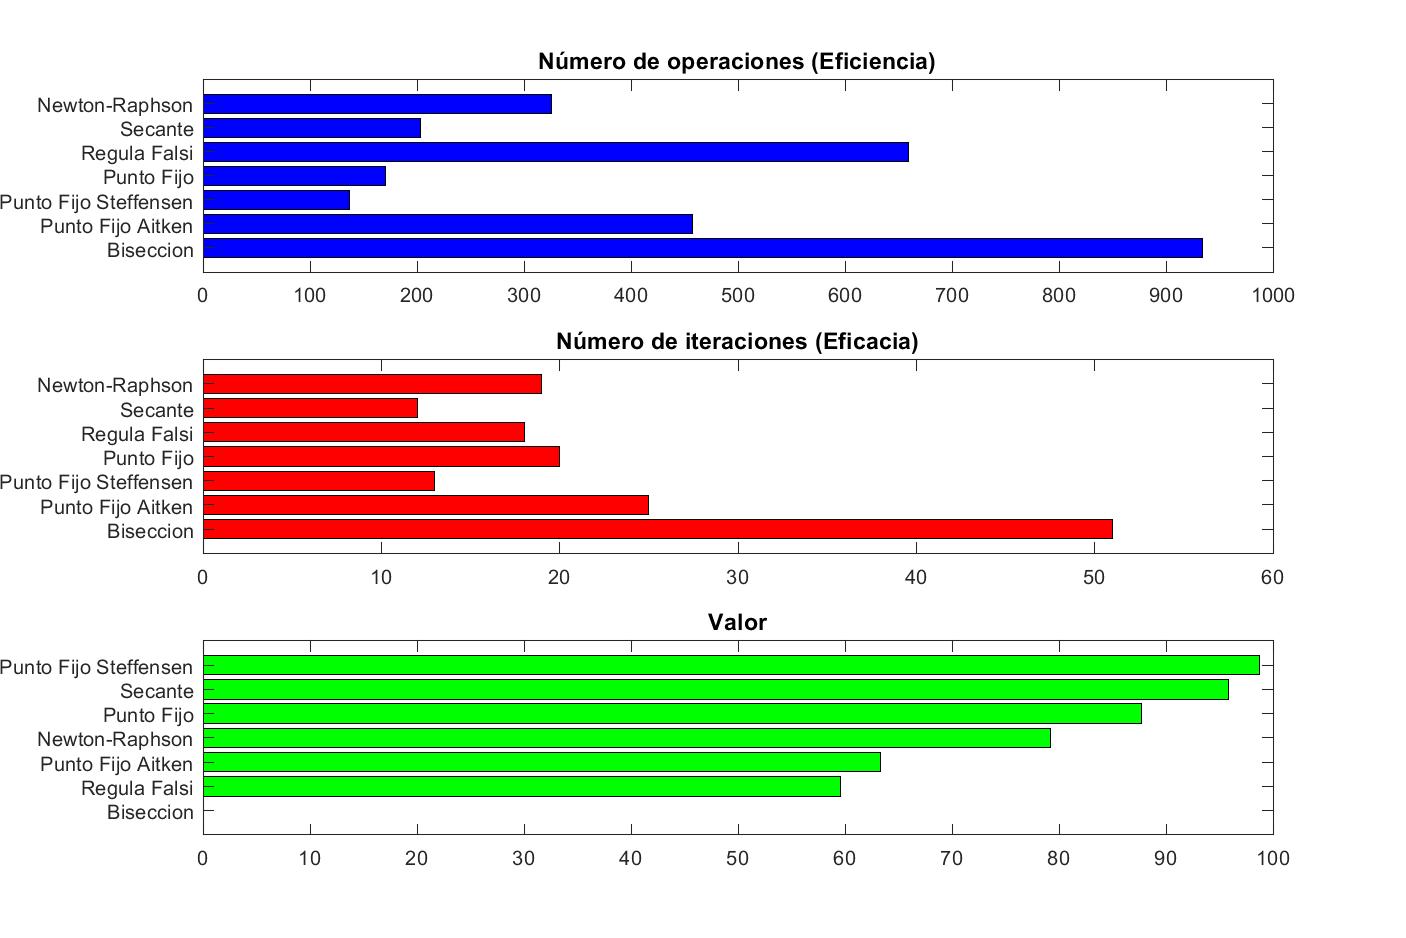 Número de operaciones (Eficiencia)
Newton-Raphson
Secante
Regula Falsi
Punto Fijo
Punto Fijo Steffensen
Punto Fijo Aitken
Biseccion
0 100 200 300 400 500 600 700 800 900 1000
Número de iteraciones (Eficacia)
Newton-Raphson
Secante
Regula Falsi
Punto Fijo
Punto Fijo Steffensen
Punto Fijo Aitken
Biseccion
0 10 20 30 40 50 60
Valor
Punto Fijo Steffensen
Secante
Punto Fijo
Newton-Raphson
Punto Fijo Aitken
Regula Falsi
Biseccion
0 10 20 30 40 50 60 70 80 90 100